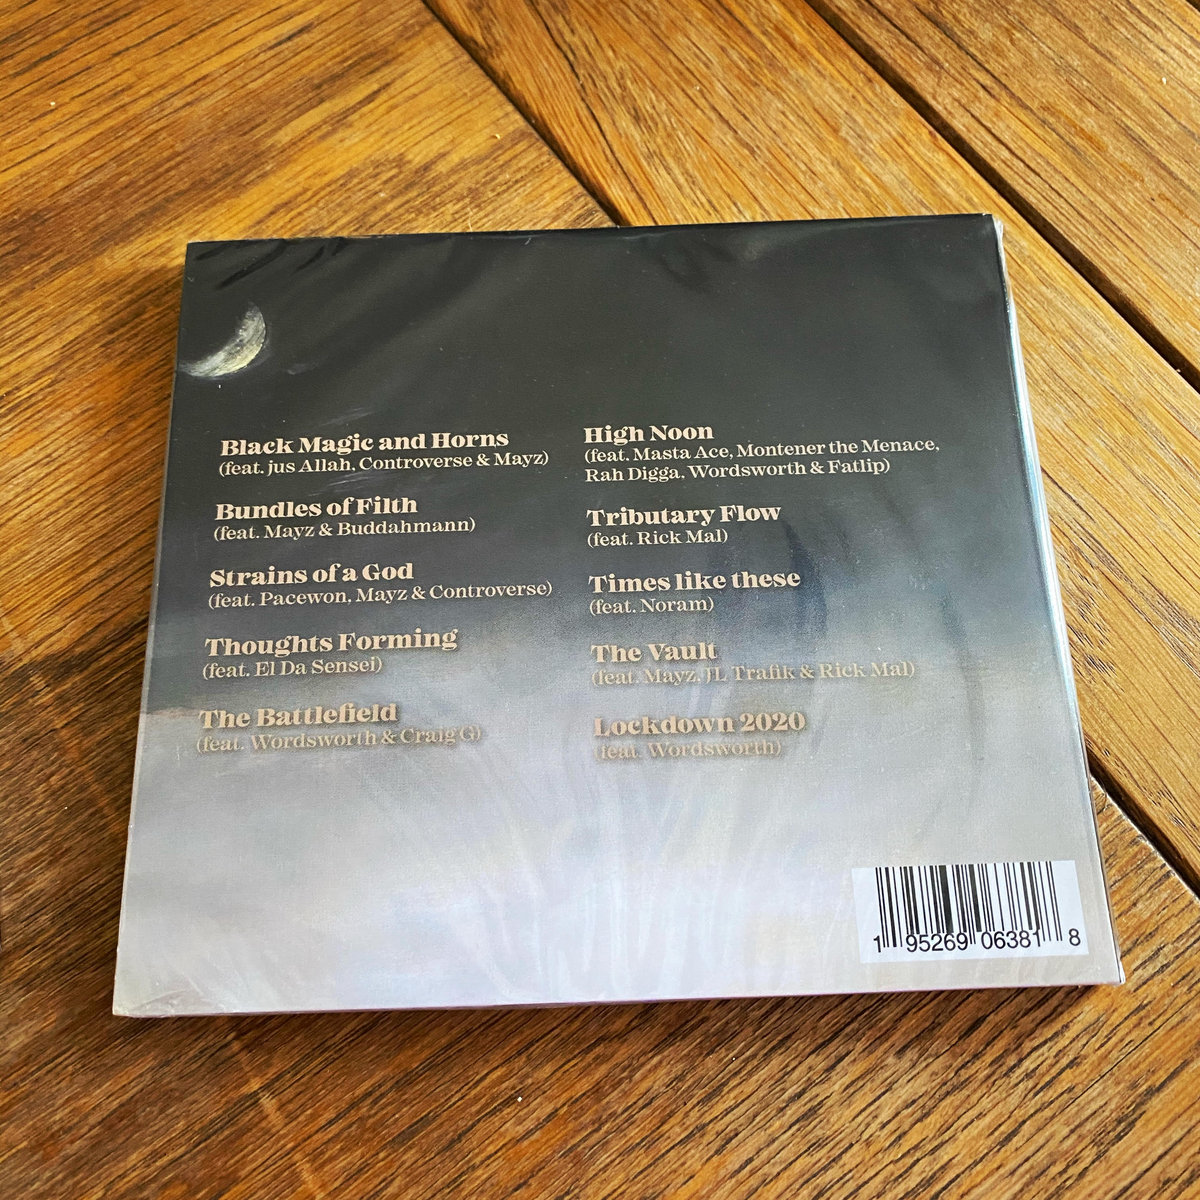 Black Magic and Horns
(feat. jus Allah, Controverse & Mayz)
Bundles of Filth
(feat. Mayz & Buddahmann)
Strains of a God
(feat. Pacewon, Mayz & Controverse)
Thoughts Forming
(feat. El Da Sensei)
The Battlefield
(feat. Wordsworth & Craig G)
High Noon
(feat. Masta Ace, Montener the Menace,
Rah Digga, Wordsworth & Fatlip)
Tributary Flow
(feat. Rick Mal)
Times like these
(feat. Noram)
The Vault
(feat. Mayz, JL Trafik & Rick Mal)
Lockdown 2020
(feat. Wordsworth)
1 95269 06381 8